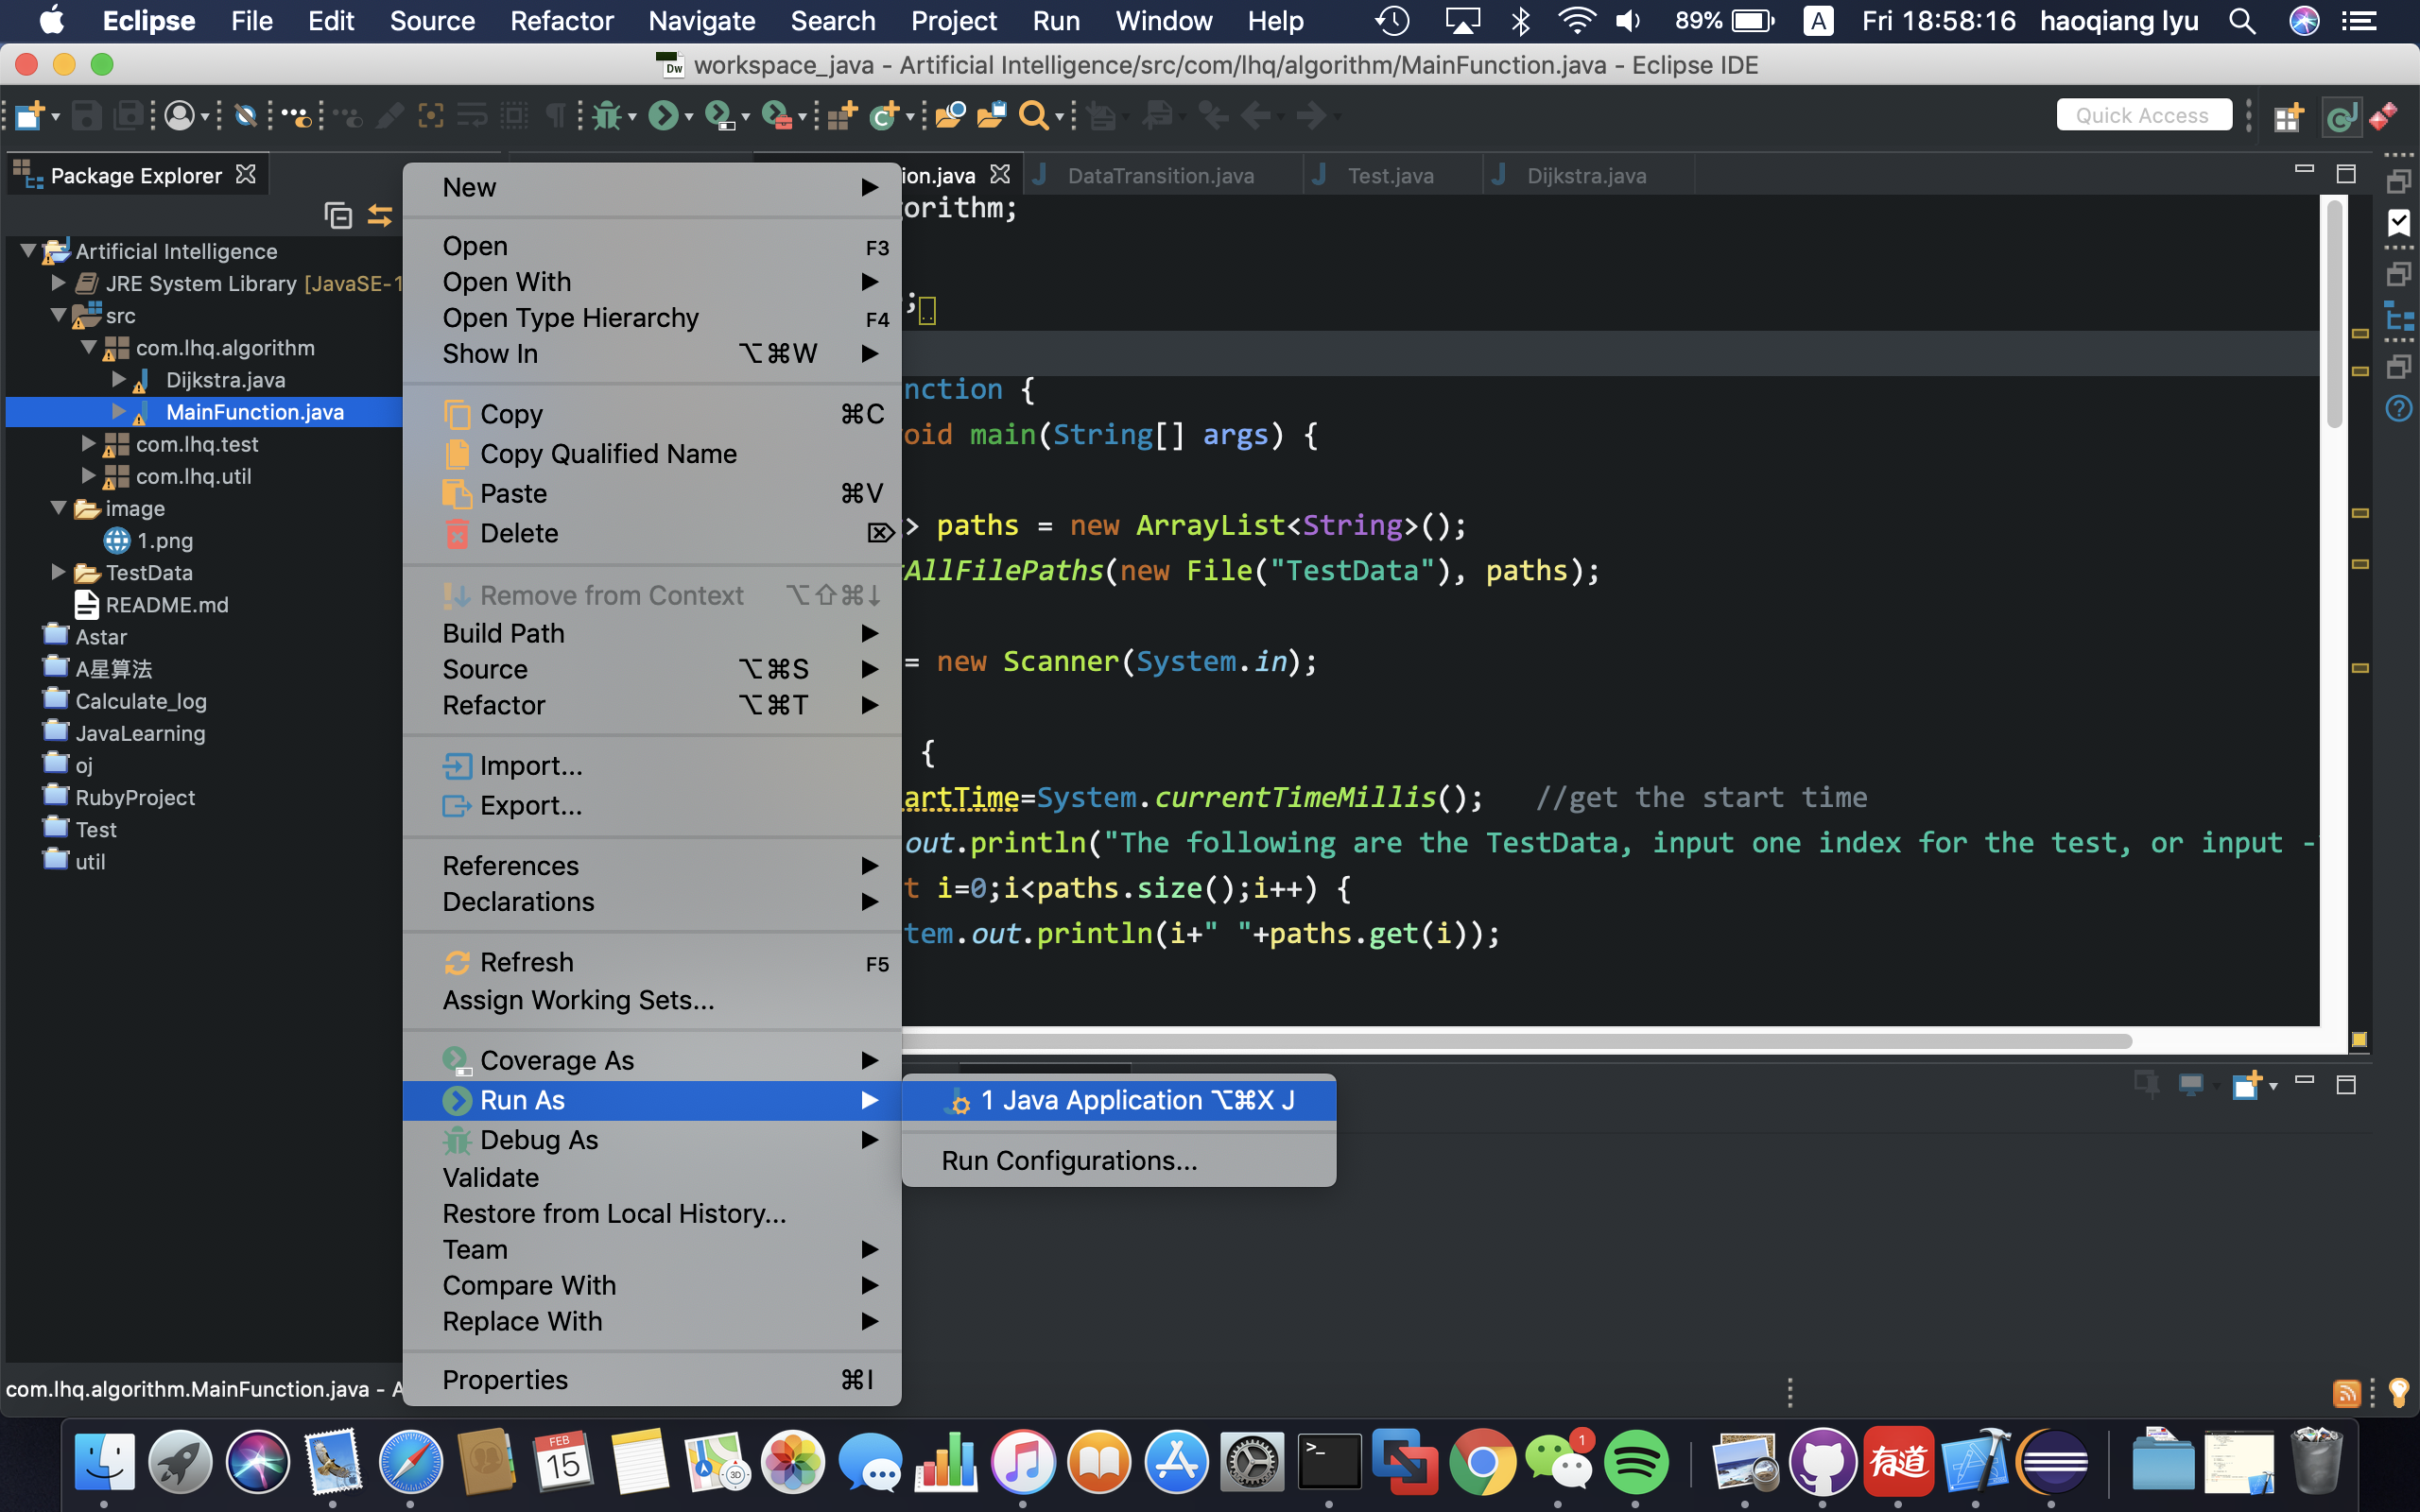 Eclipse File Edit Source Refactor Navigate Search Project Run Window Help 89% A Fri 18:58:16 haoqiang lyu
Dw workspace_java - Artificial Intelligence/src/com/lhq/algorithm/MainFunction.java - Eclipse IDE
Quick Access
Package Explorer
ion.java DataTransition.java Test.java Dijkstra.java
Artificial Intelligence
JRE System Library [JavaSE-1
src
com.lhq.algorithm
Dijkstra.java
MainFunction.java
com.lhq.test
com.lhq.util
image
1.png
TestData
README.md
Astar
A星算法
Calculate_log
JavaLearning
oj
RubyProject
Test
util
New
Open F3
Open With
Open Type Hierarchy F4
Show In ⌥⌘W
Copy ⌘C
Copy Qualified Name
Paste ⌘V
Delete ⌦
Remove from Context ⌥⇧⌘↓
Build Path
Source ⌥⌘S
Refactor ⌥⌘T
Import...
Export...
References
Declarations
Refresh F5
Assign Working Sets...
Coverage As
Run As
Debug As
Validate
Restore from Local History...
Team
Compare With
Replace With
Properties ⌘I
1 Java Application ⌥⌘X J
Run Configurations...
orithm;
;
nction {
oid main(String[] args) {
> paths = new ArrayList<String>();
AllFilePaths(new File("TestData"), paths);
= new Scanner(System.in);
{
artTime=System.currentTimeMillis(); //get the start time
out.println("The following are the TestData, input one index for the test, or input -
t i=0;i<paths.size();i++) {
tem.out.println(i+" "+paths.get(i));
com.lhq.algorithm.MainFunction.java - A
FEB
15
3D
>_
1
有道